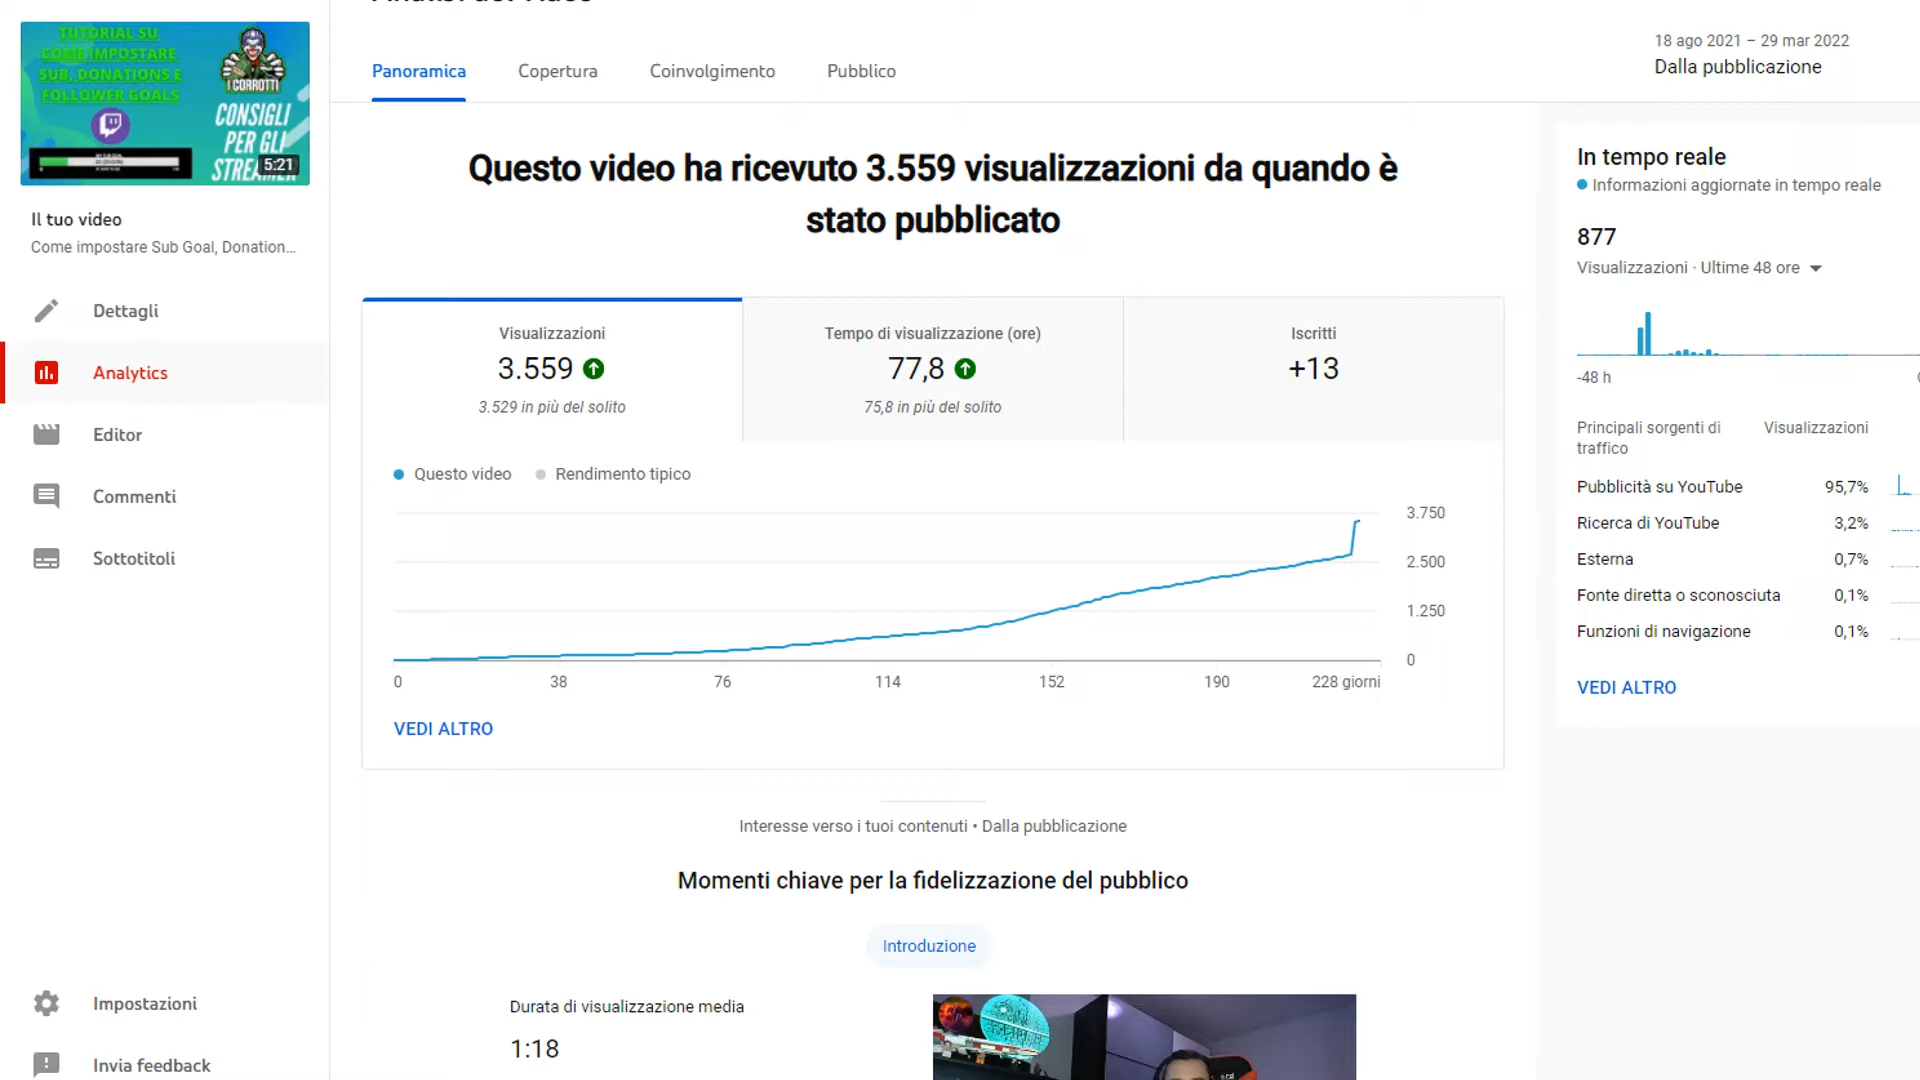 TUTORIAL SU
COME IMPOSTARE
SUB, DONATIONS E
FOLLOWER GOALS
I CORROTTI
CONSIGLI
PER GLI
STREAMER
5:21
Il tuo video
Come impostare Sub Goal, Donation...
Dettagli
Analytics
Editor
Commenti
Sottotitoli
Impostazioni
Invia feedback
Panoramica
Copertura
Coinvolgimento
Pubblico
18 ago 2021 – 29 mar 2022
Dalla pubblicazione
Questo video ha ricevuto 3.559 visualizzazioni da quando è
stato pubblicato
Visualizzazioni
3.559
3.529 in più del solito
Tempo di visualizzazione (ore)
77,8
75,8 in più del solito
Iscritti
+13
Questo video
Rendimento tipico
3.750
2.500
1.250
0
0
38
76
114
152
190
228 giorni
VEDI ALTRO
Interesse verso i tuoi contenuti • Dalla pubblicazione
Momenti chiave per la fidelizzazione del pubblico
Introduzione
Durata di visualizzazione media
1:18
In tempo reale
Informazioni aggiornate in tempo reale
877
Visualizzazioni · Ultime 48 ore
-48 h
Principali sorgenti di
traffico
Visualizzazioni
Pubblicità su YouTube 95,7%
Ricerca di YouTube 3,2%
Esterna 0,7%
Fonte diretta o sconosciuta 0,1%
Funzioni di navigazione 0,1%
VEDI ALTRO